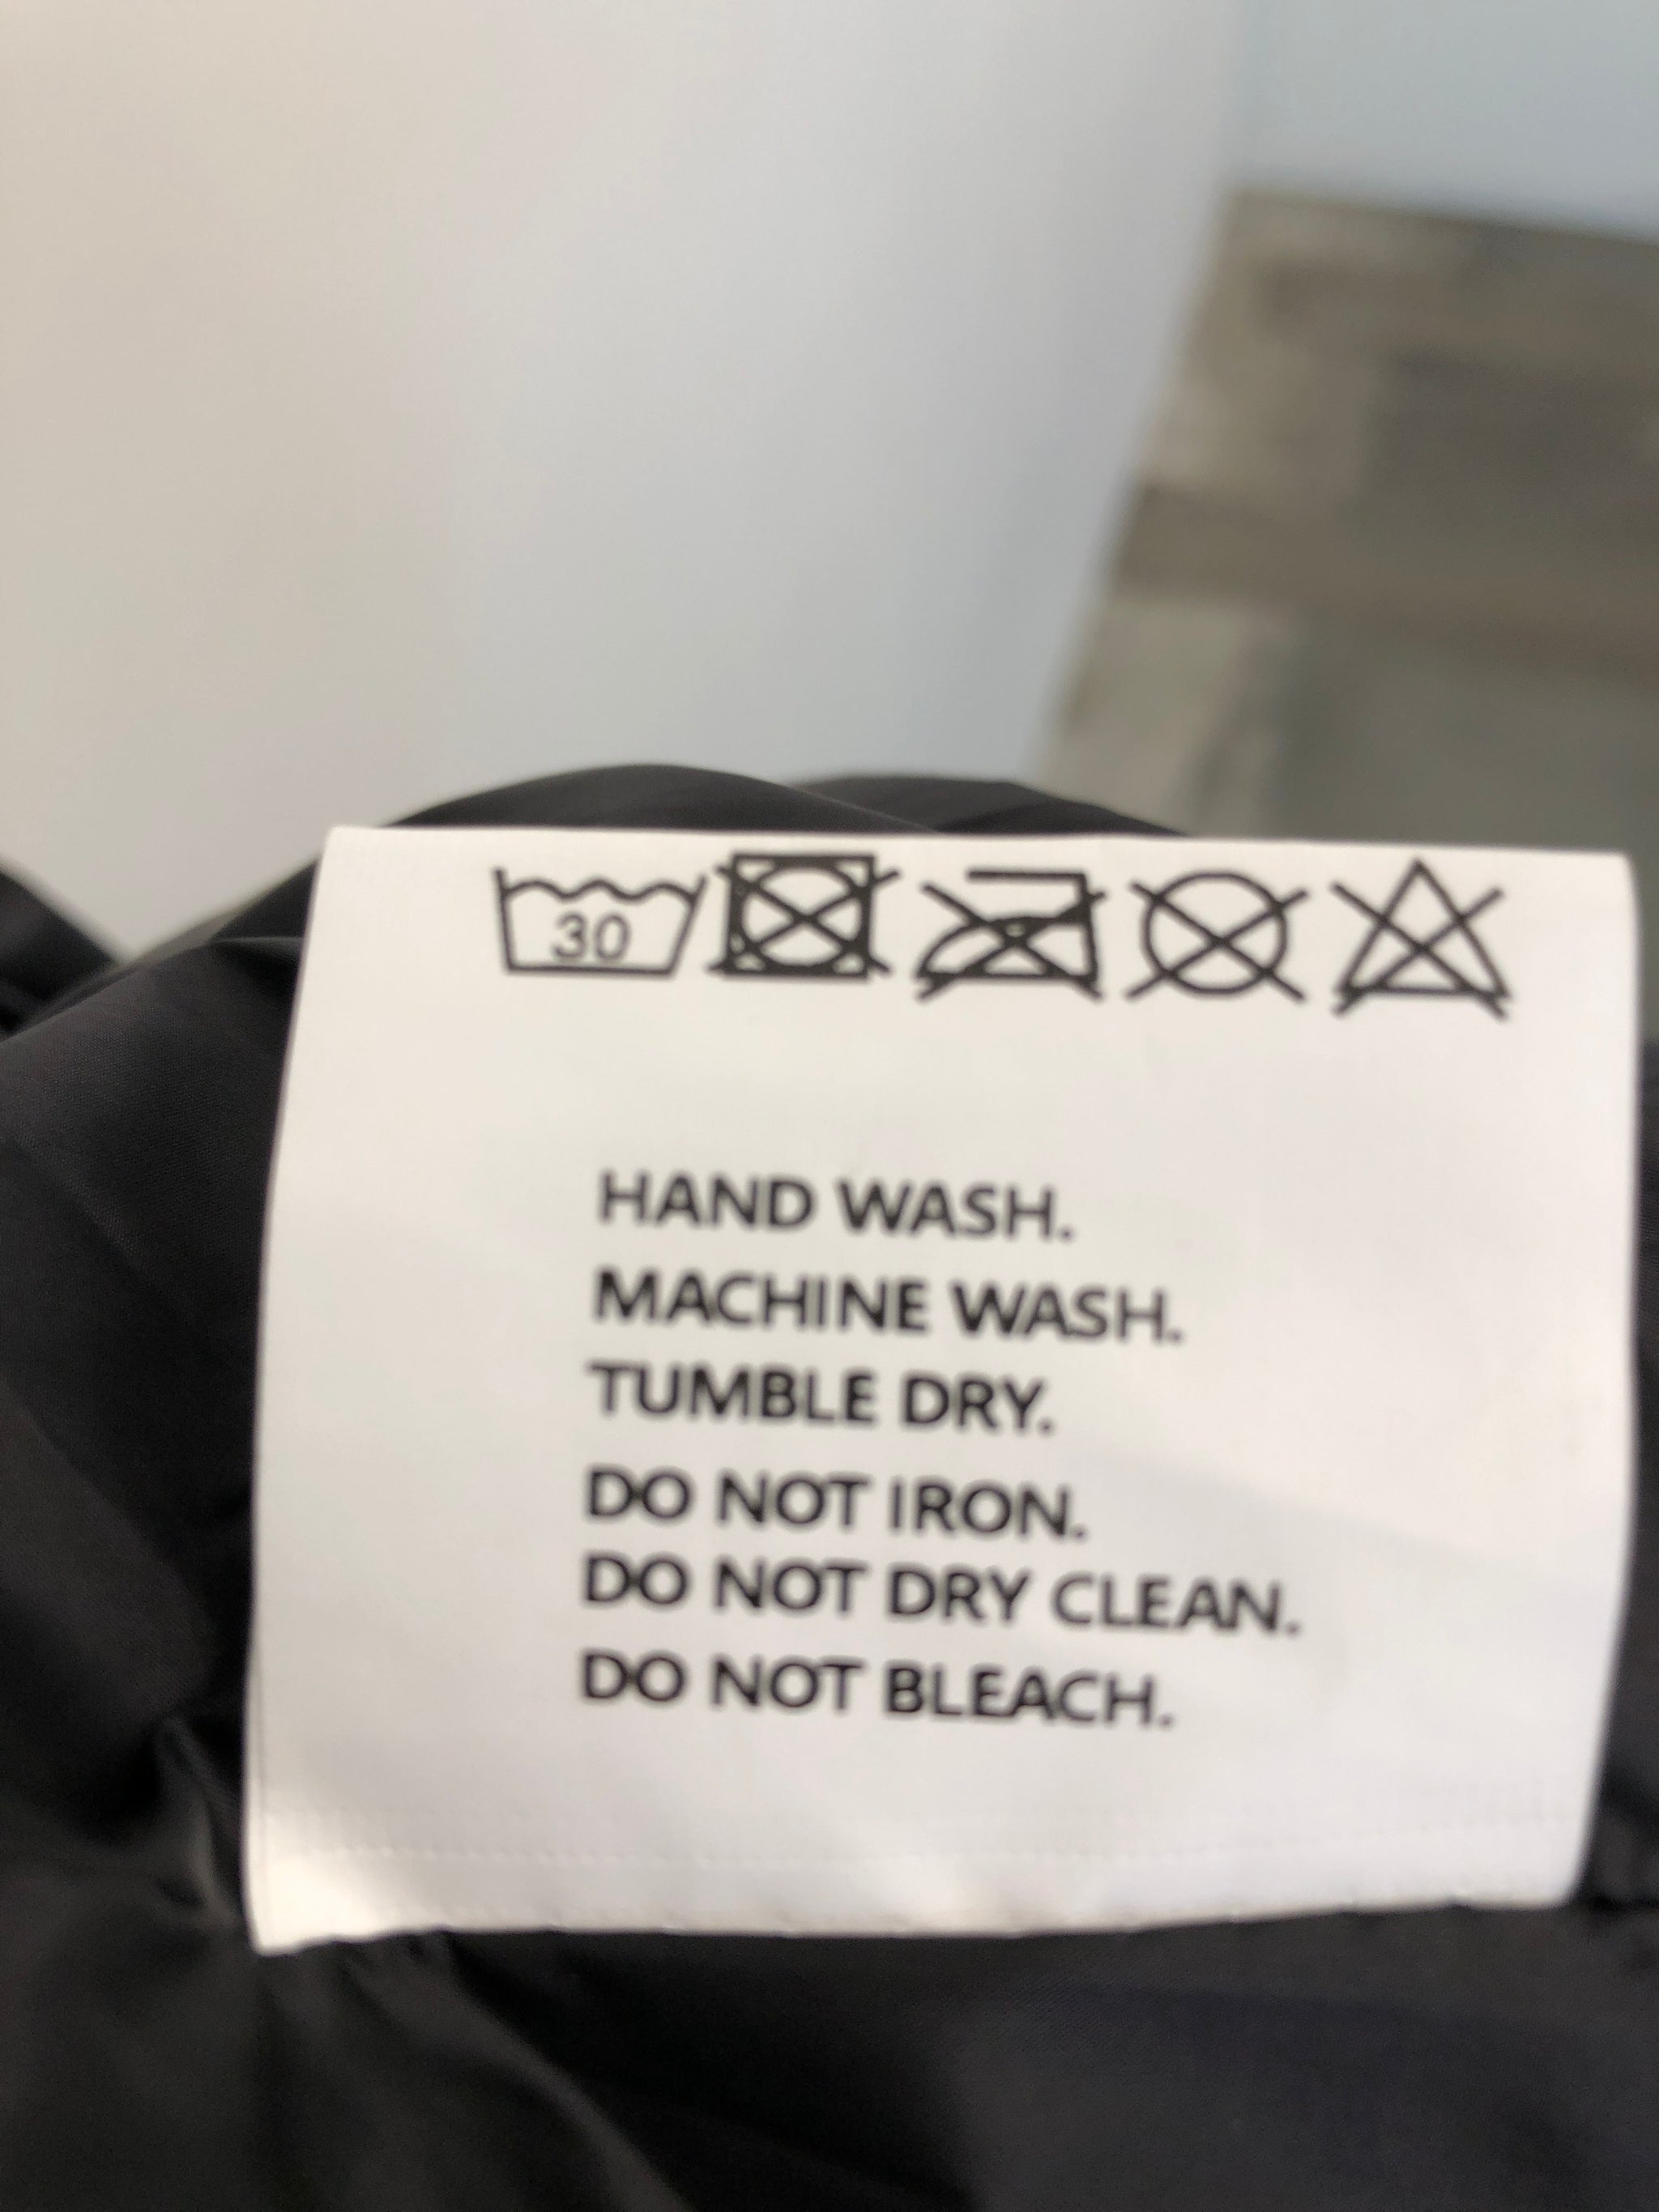 30
HAND WASH.
MACHINE WASH.
TUMBLE DRY.
DO NOT IRON.
DO NOT DRY CLEAN.
DO NOT BLEACH.